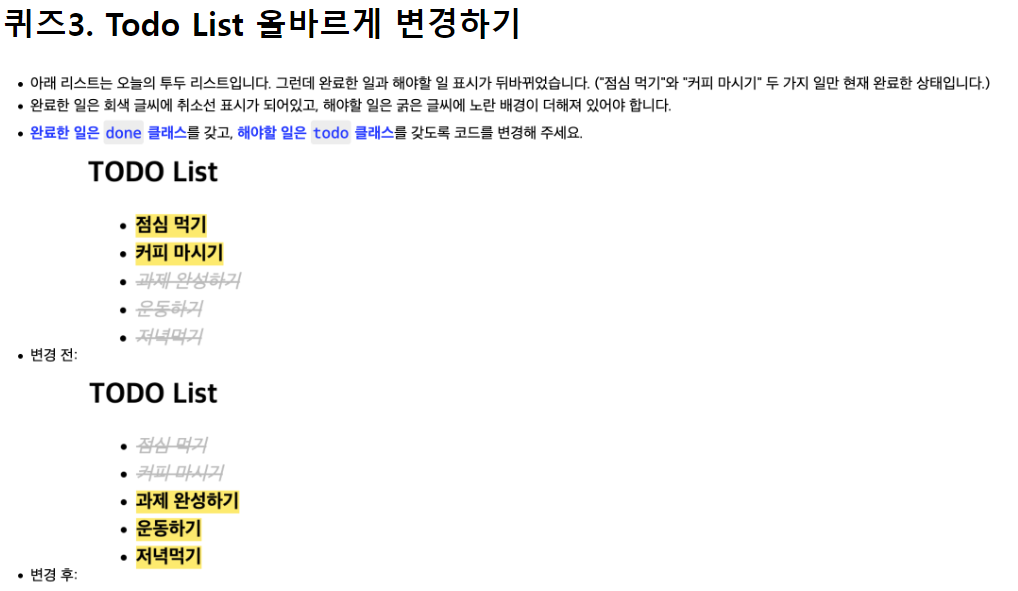 퀴즈3. Todo List 올바르게 변경하기
아래 리스트는 오늘의 투두 리스트입니다. 그런데 완료한 일과 해야할 일 표시가 뒤바뀌었습니다. ("점심 먹기"와 "커피 마시기" 두 가지 일만 현재 완료한 상태입니다.)
완료한 일은 회색 글씨에 취소선 표시가 되어있고, 해야할 일은 굵은 글씨에 노란 배경이 더해져 있어야 합니다.
완료한 일은 done 클래스를 갖고, 해야할 일은 todo 클래스를 갖도록 코드를 변경해 주세요.
TODO List
점심 먹기
커피 마시기
과제 완성하기
운동하기
저녁먹기
변경 전:
TODO List
점심 먹기
커피 마시기
과제 완성하기
운동하기
저녁먹기
변경 후: